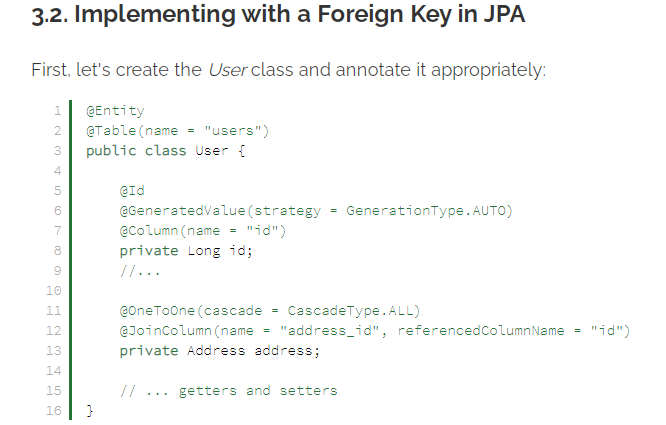 3.2. Implementing with a Foreign Key in JPA
First, let's create the User class and annotate it appropriately:
1 @Entity
2 @Table(name = "users")
3 public class User {
4
5     @Id
6     @GeneratedValue(strategy = GenerationType.AUTO)
7     @Column(name = "id")
8     private Long id;
9     //...
10
11     @OneToOne(cascade = CascadeType.ALL)
12     @JoinColumn(name = "address_id", referencedColumnName = "id")
13     private Address address;
14
15     // ... getters and setters
16 }